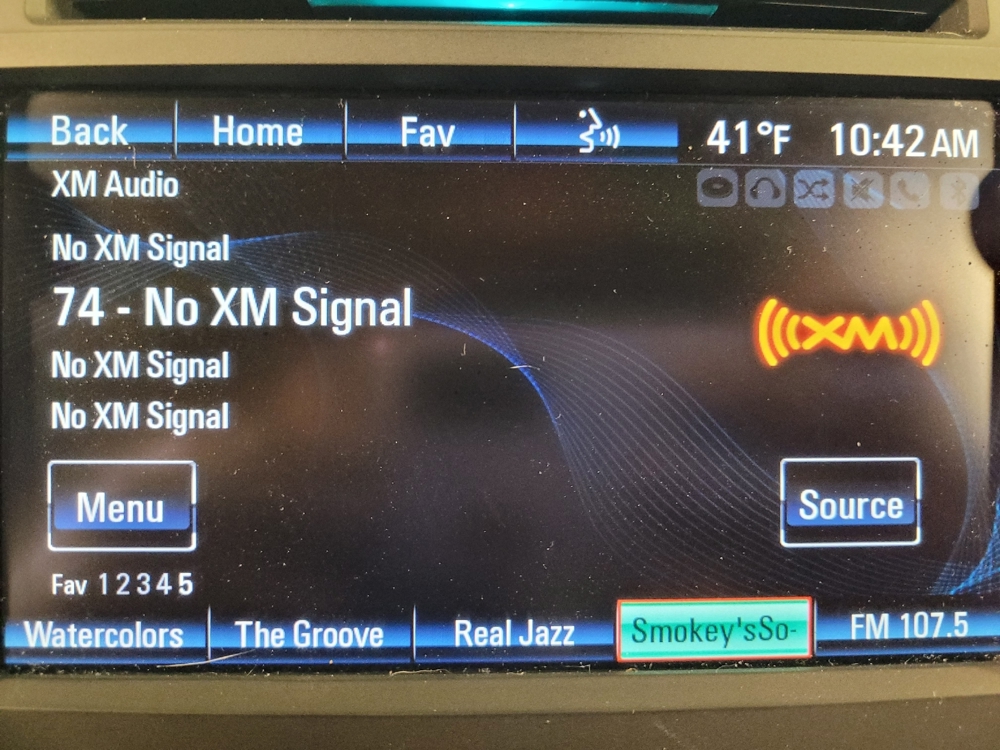 Back Home Fav 41°F 10:42 AM
XM Audio
No XM Signal
74 - No XM Signal
XM
No XM Signal
No XM Signal
Menu Source
Fav 1 2 3 4 5
Watercolors The Groove Real Jazz Smokey'sSo- FM 107.5